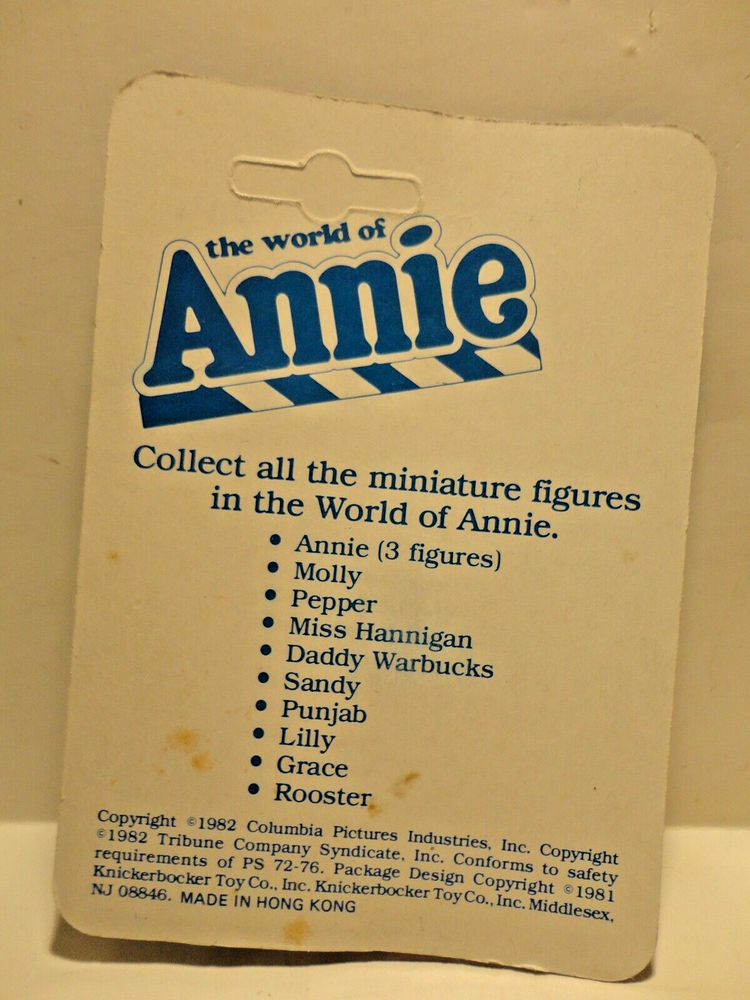 the world of
Annie
Collect all the miniature figures
in the World of Annie.
• Annie (3 figures)
• Molly
• Pepper
• Miss Hannigan
• Daddy Warbucks
• Sandy
• Punjab
• Lilly
• Grace
• Rooster
Copyright ©1982 Columbia Pictures Industries, Inc. Copyright
©1982 Tribune Company Syndicate, Inc. Conforms to safety
requirements of PS 72-76. Package Design Copyright ©1981
Knickerbocker Toy Co., Inc. Knickerbocker Toy Co., Inc. Middlesex,
NJ 08846. MADE IN HONG KONG